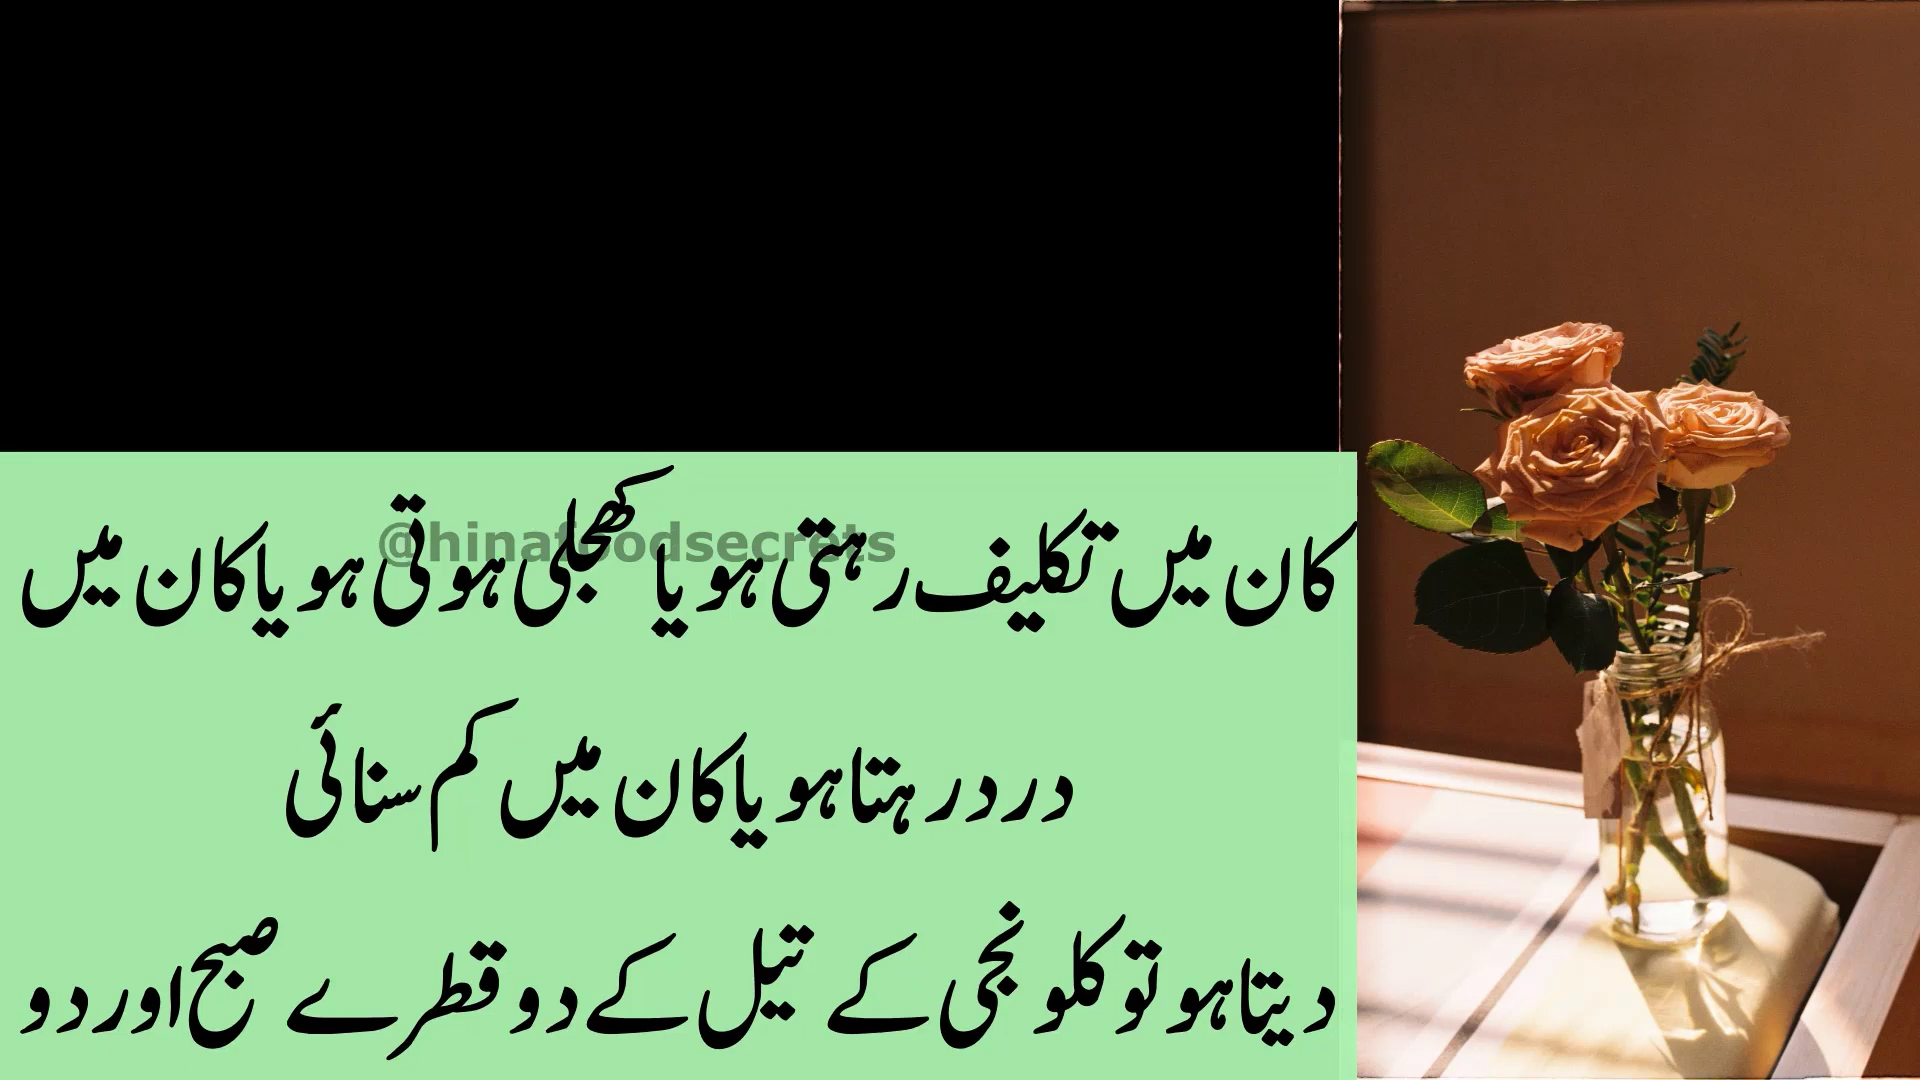 کان میں تکلیف رہتی ہو یا کھجلی ہوتی ہو یا کان میں
@hinafoodsecrets
درد رہتا ہو یا کان میں کم سنائی
دیتا ہو تو کلونجی کے تیل کے دو قطرے صبح اور دو